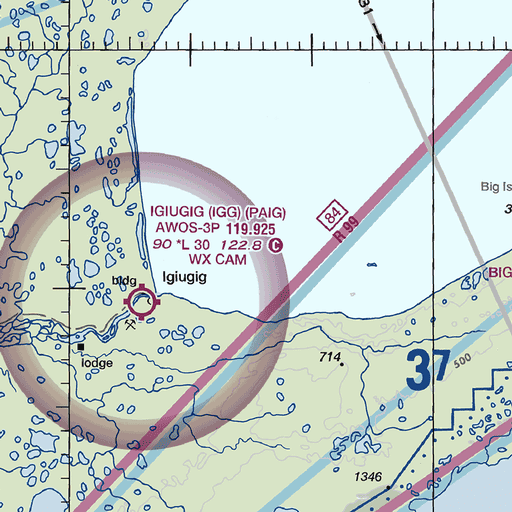 31
Big Is
3
IGIUGIG (IGG) (PAIG)
AWOS-3P 119.925
90 *L 30 122.8 C
WX CAM
84
R 99
BIG
bldg
Igiugig
lodge
714
37
500
1346